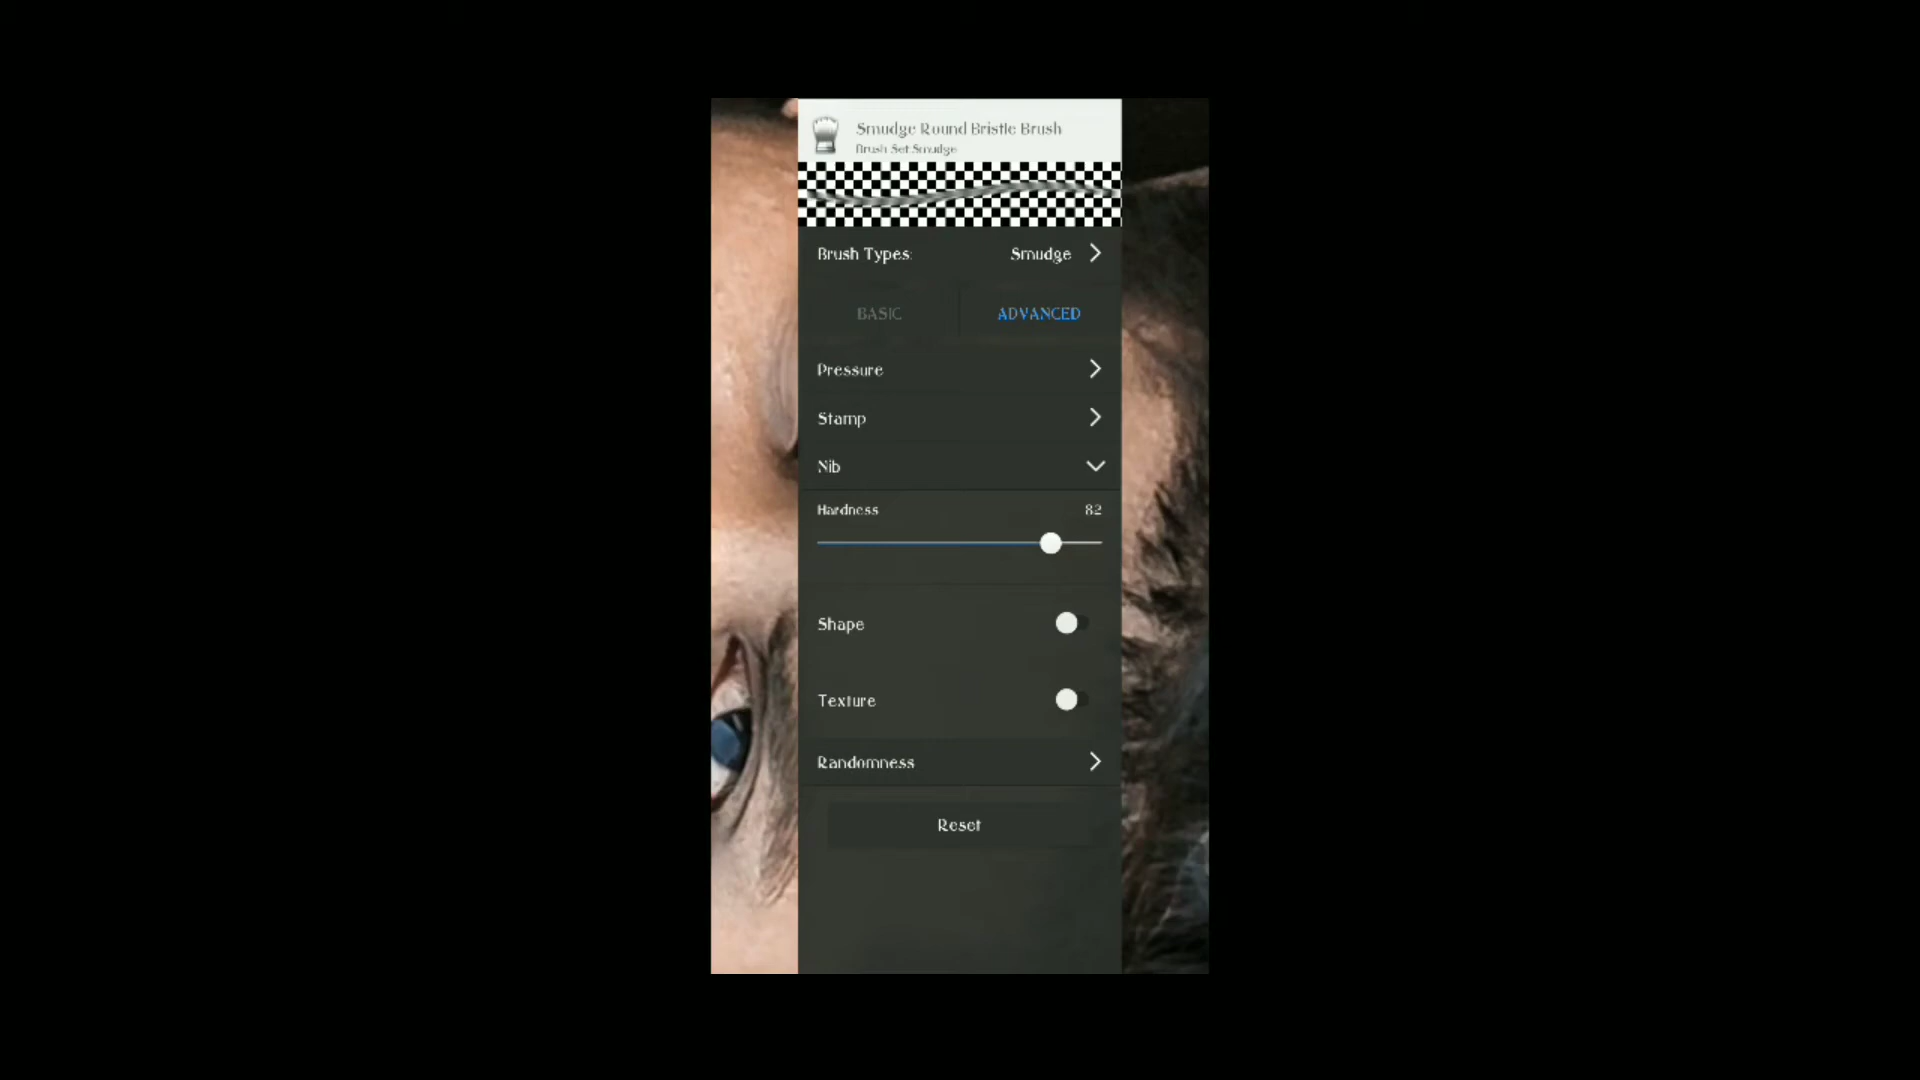 Smudge Round Bristle Brush
Brush Set:Smudge
Brush Types: Smudge
BASIC ADVANCED
Pressure
Stamp
Nib
Hardness 82
Shape
Texture
Randomness
Reset